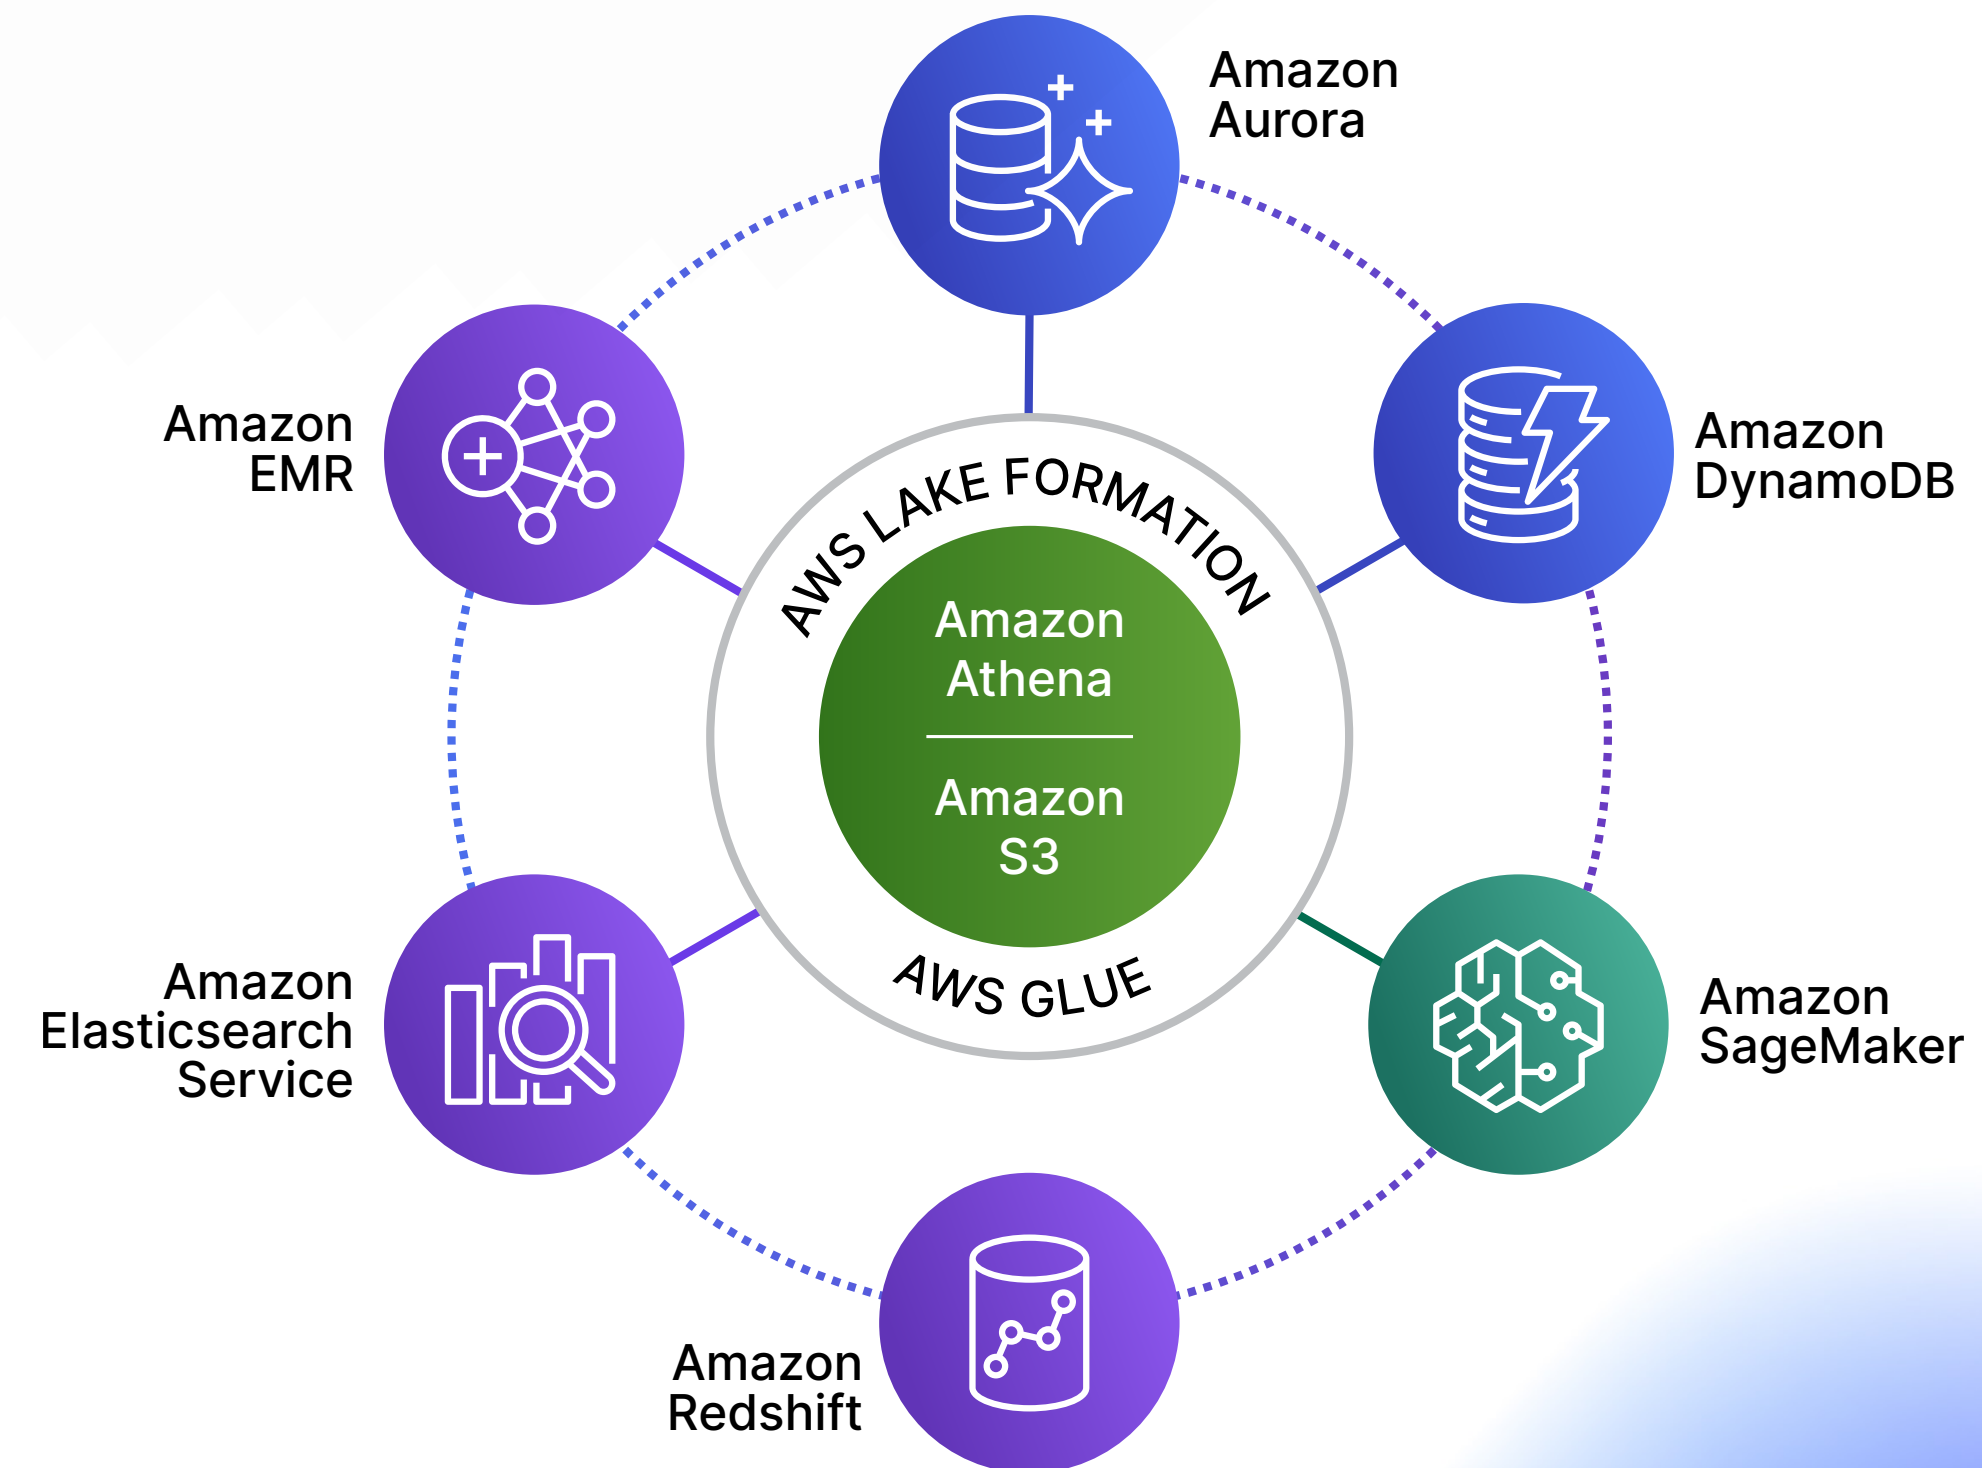 Amazon
Aurora
Amazon
EMR
Amazon
DynamoDB
AWS LAKE FORMATION
Amazon
Athena
Amazon
S3
AWS GLUE
Amazon
Elasticsearch
Service
Amazon
SageMaker
Amazon
Redshift